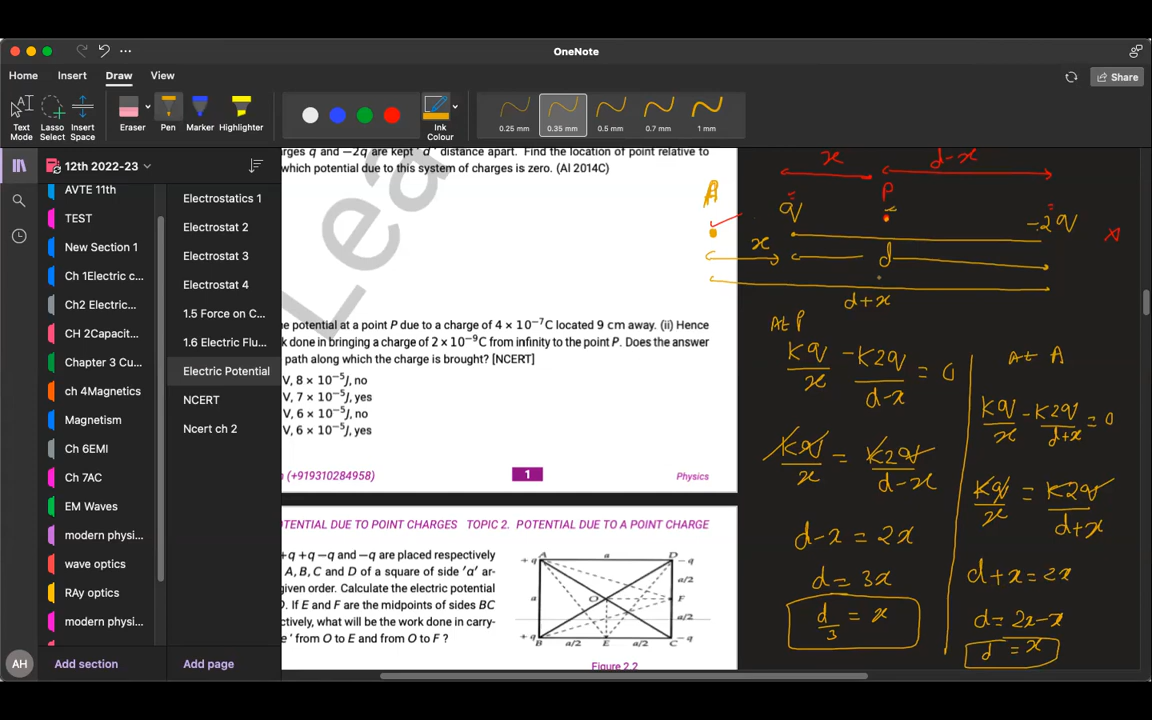 OneNote
Home Insert Draw View
Share
Text Mode
Lasso Select
Insert Space
Eraser
Pen
Marker
Highlighter
Ink Colour
0.25 mm
0.35 mm
0.5 mm
0.7 mm
1 mm
12th 2022-23
AVTE 11th
TEST
New Section 1
Ch 1Electric c...
Ch2 Electric...
CH 2Capacit...
Chapter 3 Cu...
ch 4Magnetics
Magnetism
Ch 6EMI
Ch 7AC
EM Waves
modern physi...
wave optics
RAy optics
modern physi...
AH
Add section
Electrostatics 1
Electrostat 2
Electrostat 3
Electrostat 4
1.5 Force on C...
1.6 Electric Flu...
Electric Potential
NCERT
Ncert ch 2
Add page
arges q and −2q are kept 'd' distance apart. Find the location of point relative to
which potential due to this system of charges is zero. (AI 2014C)
Lea
ne potential at a point P due to a charge of 4 × 10⁻⁷C located 9 cm away. (ii) Hence
k done in bringing a charge of 2 × 10⁻⁹C from infinity to the point P. Does the answer
path along which the charge is brought? [NCERT]
V, 8 × 10⁻⁵J, no
V, 7 × 10⁻⁵J, yes
V, 6 × 10⁻⁵J, no
V, 6 × 10⁻⁵J, yes
(+919310284958)
1
Physics
OTENTIAL DUE TO POINT CHARGES TOPIC 2. POTENTIAL DUE TO A POINT CHARGE
+q +q −q and −q are placed respectively
A, B, C and D of a square of side 'a' ar-
given order. Calculate the electric potential
O. If E and F are the midpoints of sides BC
ctively, what will be the work done in carry-
e' from O to E and from O to F ?
A a D
+q −q
a/2
a O F
a/2
+q −q
B a/2 E a/2 C
Figure 2.2
x d-x
A P
q -2q
x d
d+x
At P
Kq/x - K2q/d-x = 0
Kq/x = K2q/d-x
d-x = 2x
d = 3x
d/3 = x
At A
Kq/x - K2q/d+x = 0
Kq/x = K2q/d+x
d+x = 2x
d = 2x-x
d = x